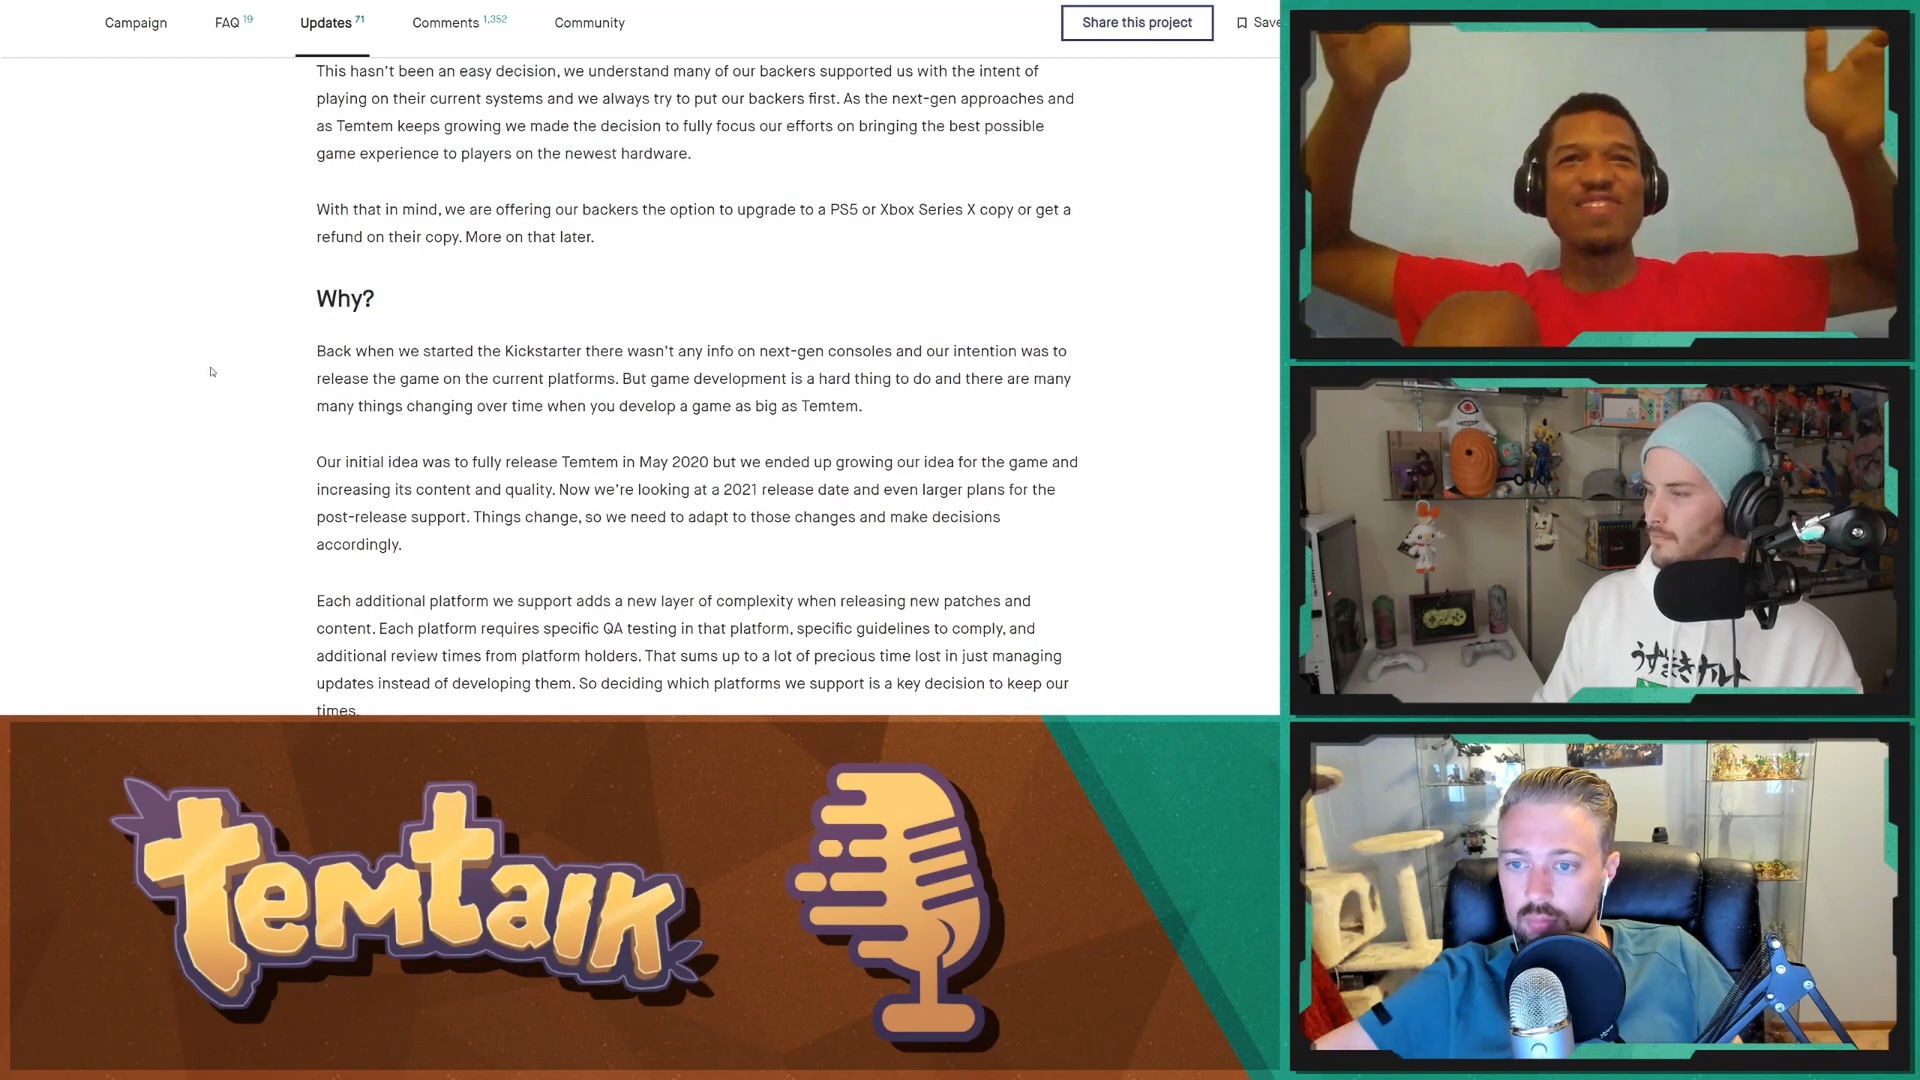 Campaign
FAQ 19
Updates 71
Comments 1,352
Community
Share this project
Save
This hasn't been an easy decision, we understand many of our backers supported us with the intent of
playing on their current systems and we always try to put our backers first. As the next-gen approaches and
as Temtem keeps growing we made the decision to fully focus our efforts on bringing the best possible
game experience to players on the newest hardware.
With that in mind, we are offering our backers the option to upgrade to a PS5 or Xbox Series X copy or get a
refund on their copy. More on that later.
Why?
Back when we started the Kickstarter there wasn't any info on next-gen consoles and our intention was to
release the game on the current platforms. But game development is a hard thing to do and there are many
many things changing over time when you develop a game as big as Temtem.
Our initial idea was to fully release Temtem in May 2020 but we ended up growing our idea for the game and
increasing its content and quality. Now we're looking at a 2021 release date and even larger plans for the
post-release support. Things change, so we need to adapt to those changes and make decisions
accordingly.
Each additional platform we support adds a new layer of complexity when releasing new patches and
content. Each platform requires specific QA testing in that platform, specific guidelines to comply, and
additional review times from platform holders. That sums up to a lot of precious time lost in just managing
updates instead of developing them. So deciding which platforms we support is a key decision to keep our
times.
temtalk
うずまきナルト